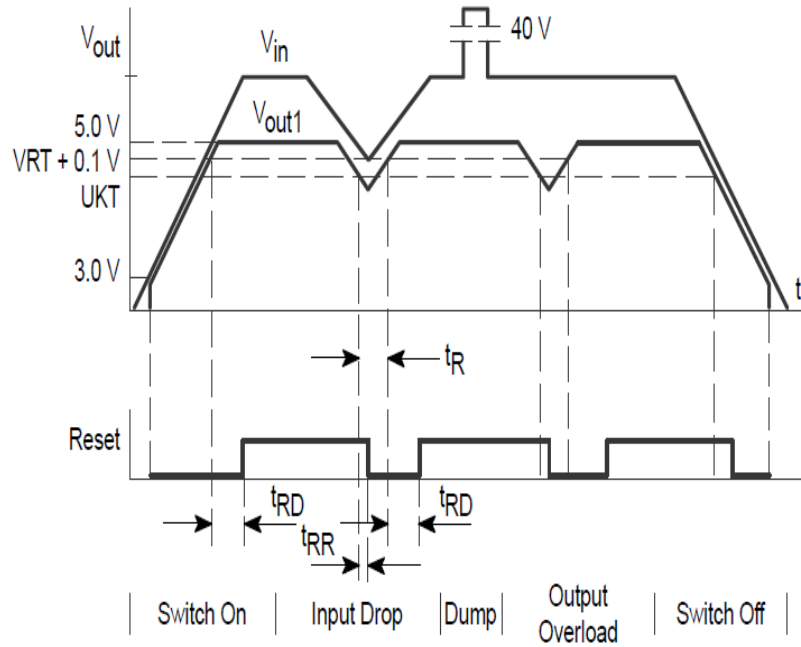 40 V
Vout
Vin
5.0 V
Vout1
VRT + 0.1 V
UKT
3.0 V
t
tR
Reset
tRD
tRD
tRR
Switch On
Input Drop
Dump
Output
Overload
Switch Off